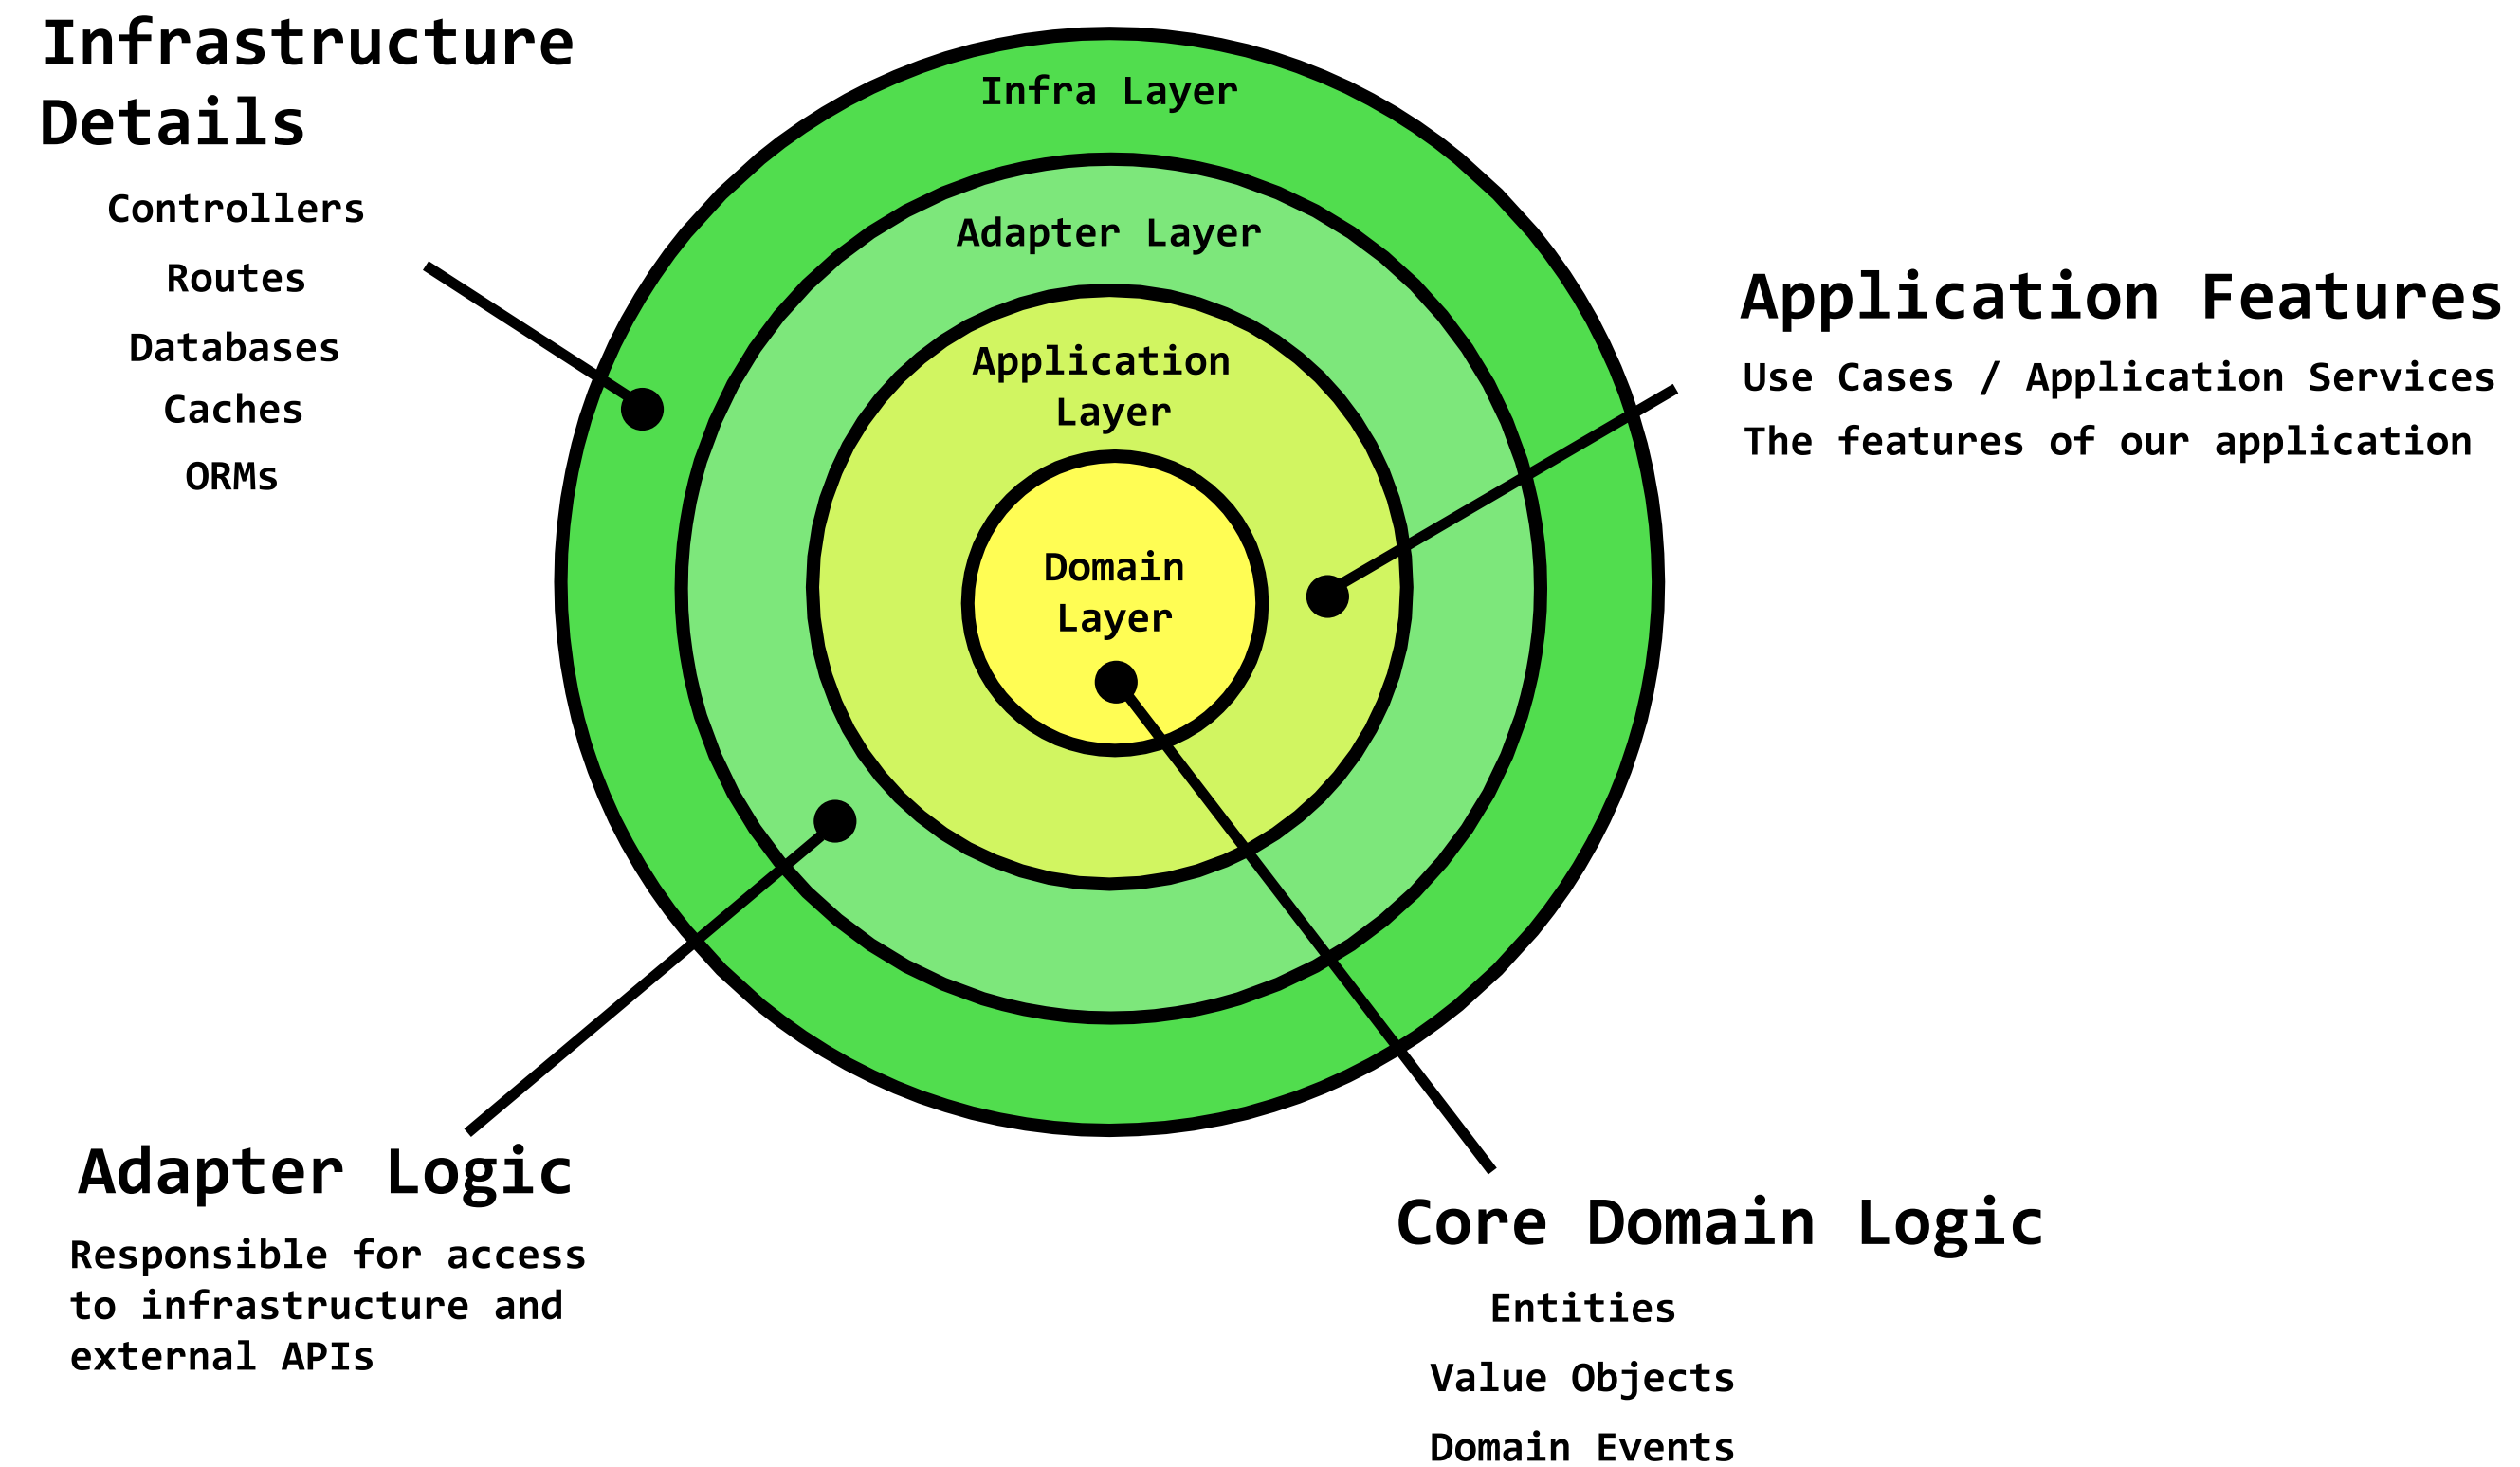 Infrastructure
Details
Controllers
Routes
Databases
Caches
ORMs
Infra Layer
Adapter Layer
Application
Layer
Domain
Layer
Application Features
Use Cases / Application Services
The features of our application
Adapter Logic
Responsible for access
to infrastructure and
external APIs
Core Domain Logic
Entities
Value Objects
Domain Events